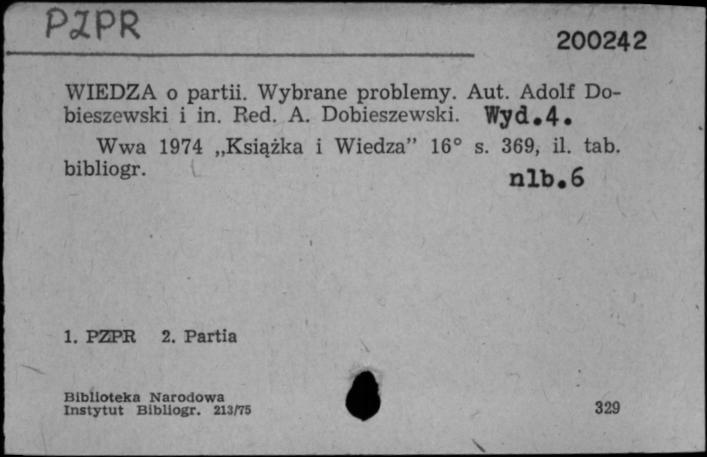 PZPR
200242
WIEDZA o partii. Wybrane problemy. Aut. Adolf Do-
bieszewski i in. Red. A. Dobieszewski. Wyd.4.
Wwa 1974 „Książka i Wiedza” 16° s. 369, il. tab.
bibliogr.
nlb.6
1. PZPR 2. Partia
Biblioteka Narodowa
Instytut Bibliogr. 213/75
329